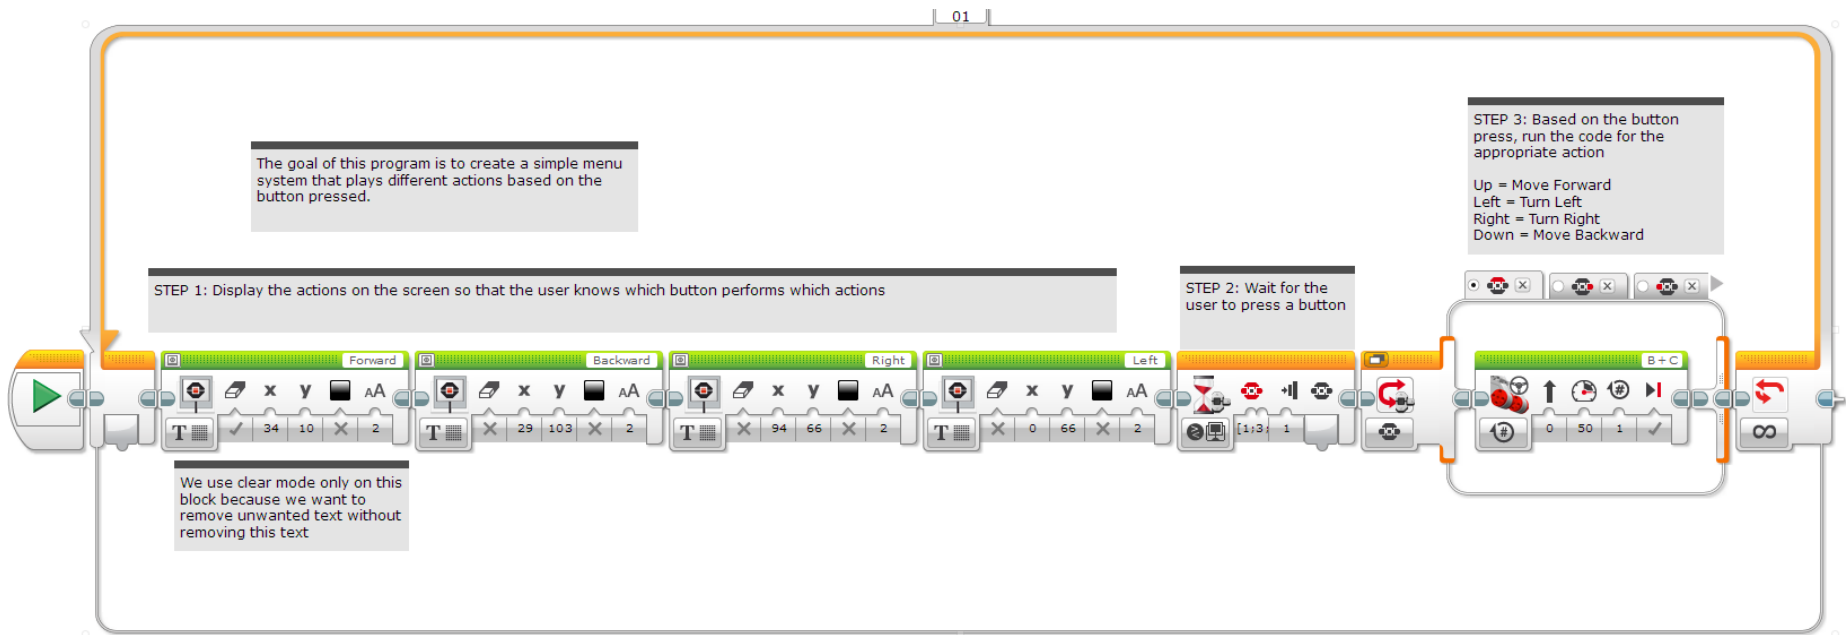 01
STEP 3: Based on the button
press, run the code for the
appropriate action
Up = Move Forward
Left = Turn Left
Right = Turn Right
Down = Move Backward
The goal of this program is to create a simple menu
system that plays different actions based on the
button pressed.
STEP 1: Display the actions on the screen so that the user knows which button performs which actions
STEP 2: Wait for the
user to press a button
Forward
Backward
Right
Left
B+C
x y AA
x y AA
x y AA
x y AA
#
T 34 10 2
T 29 103 2
T 94 66 2
T 0 66 2
[1;3; 1
# 0 50 1
∞
We use clear mode only on this
block because we want to
remove unwanted text without
removing this text